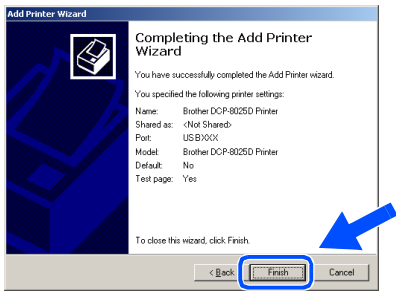 Add Printer Wizard
Completing the Add Printer
Wizard
You have successfully completed the Add Printer wizard.
You specified the following printer settings:
Name: Brother DCP-8025D Printer
Shared as: <Not Shared>
Port: USBXXX
Model: Brother DCP-8025D Printer
Default: No
Test page: Yes
To close this wizard, click Finish.
< Back Finish Cancel